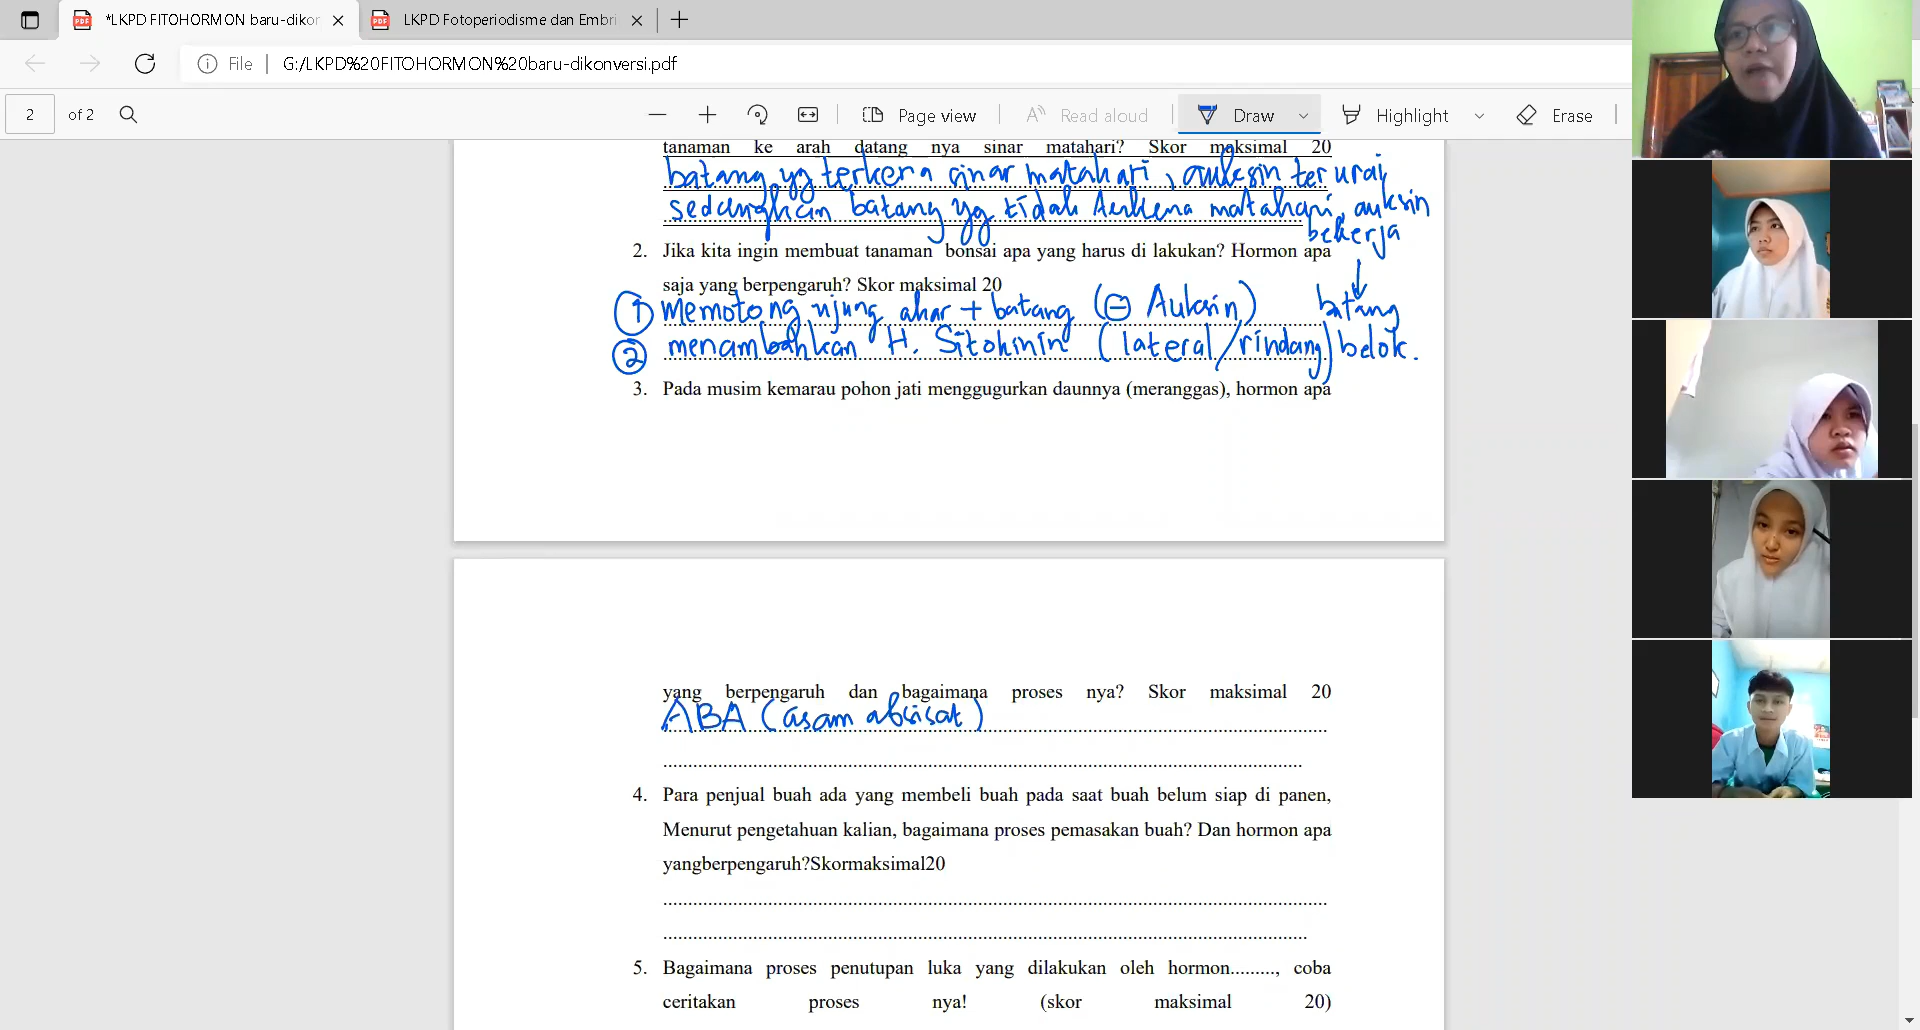 *LKPD FITOHORMON baru-dikon
LKPD Fotoperiodisme dan Embri
File
G:/LKPD%20FITOHORMON%20baru-dikonversi.pdf
2 of 2
Page view
Read aloud
Draw
Highlight
Erase
tanaman ke arah datang nya sinar matahari? Skor maksimal 20
batang yg terkena sinar matahari, auksin terurai,
sedangkan batang yg tidak terkena matahari, auksin
bekerja
2. Jika kita ingin membuat tanaman bonsai apa yang harus di lakukan? Hormon apa
saja yang berpengaruh? Skor maksimal 20
① memotong ujung akar + batang (⊖ Auksin) batang
② menambahkan H. Sitokinin (lateral/rindang) belok.
3. Pada musim kemarau pohon jati menggugurkan daunnya (meranggas), hormon apa
yang berpengaruh dan bagaimana proses nya? Skor maksimal 20
ABA (asam absisat)
4. Para penjual buah ada yang membeli buah pada saat buah belum siap di panen,
Menurut pengetahuan kalian, bagaimana proses pemasakan buah? Dan hormon apa
yangberpengaruh?Skormaksimal20
5. Bagaimana proses penutupan luka yang dilakukan oleh hormon........., coba
ceritakan proses nya! (skor maksimal 20)